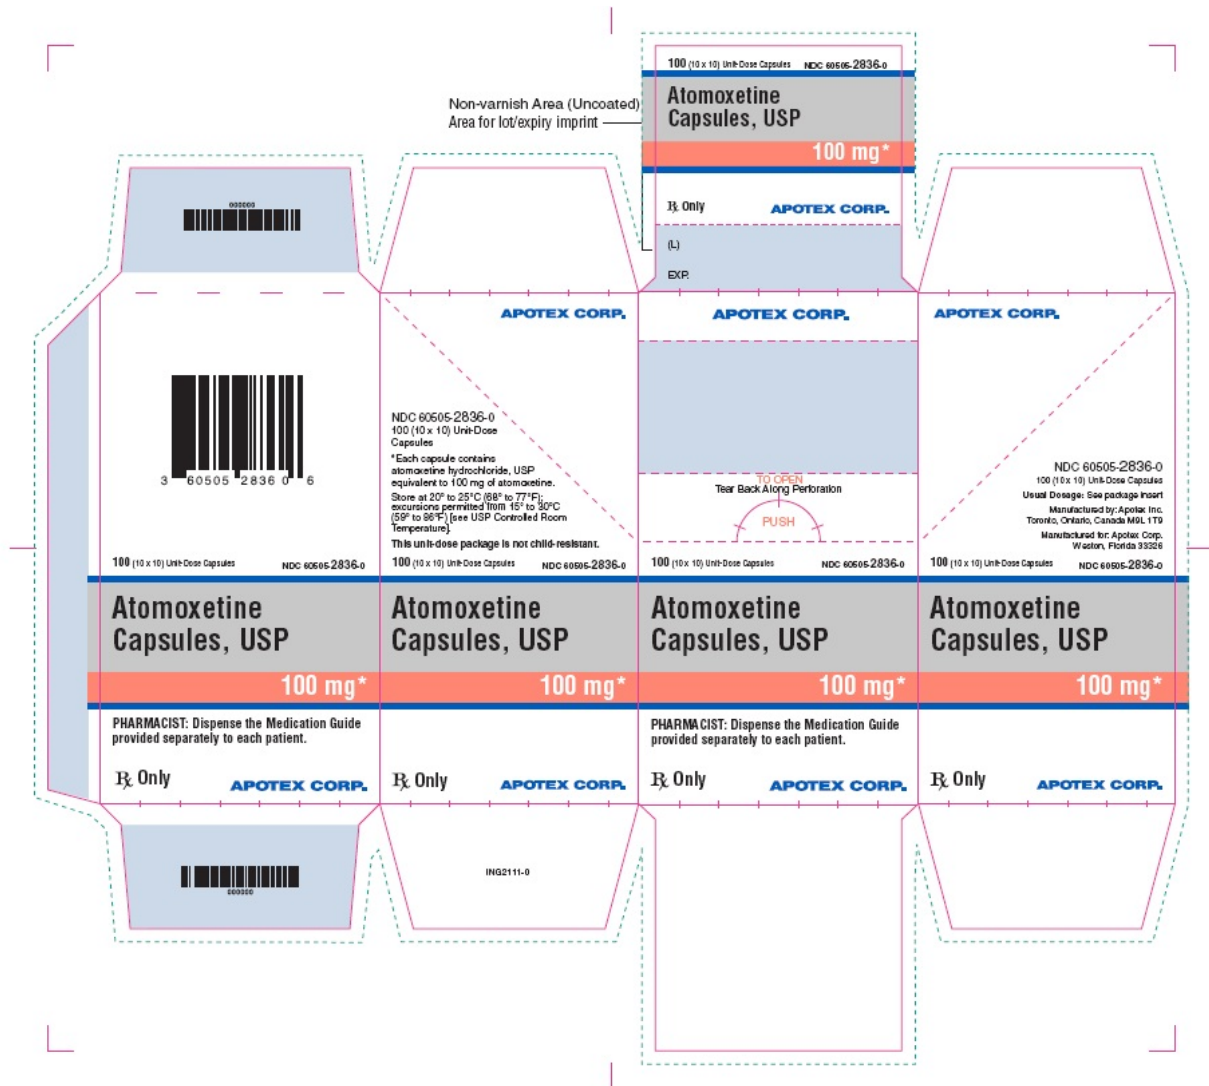 100 (10 x 10) Unit-Dose Capsules NDC 60505-2836-0
Atomoxetine
Capsules, USP
100 mg*
℞ Only APOTEX CORP.
(L)
EXP.
Non-varnish Area (Uncoated)
Area for lot/expiry imprint
000000
3 60505 2836 0 6
100 (10 x 10) Unit-Dose Capsules NDC 60505-2836-0
Atomoxetine
Capsules, USP
100 mg*
PHARMACIST: Dispense the Medication Guide
provided separately to each patient.
℞ Only APOTEX CORP.
000000
APOTEX CORP.
NDC 60505-2836-0
100 (10 x 10) Unit-Dose
Capsules
*Each capsule contains
atomoxetine hydrochloride, USP
equivalent to 100 mg of atomoxetine.
Store at 20° to 25°C (68° to 77°F);
excursions permitted from 15° to 30°C
(59° to 86°F) [see USP Controlled Room
Temperature].
This unit-dose package is not child-resistant.
100 (10 x 10) Unit-Dose Capsules NDC 60505-2836-0
Atomoxetine
Capsules, USP
100 mg*
℞ Only APOTEX CORP.
ING2111-0
APOTEX CORP.
TO OPEN
Tear Back Along Perforation
PUSH
100 (10 x 10) Unit-Dose Capsules NDC 60505-2836-0
Atomoxetine
Capsules, USP
100 mg*
PHARMACIST: Dispense the Medication Guide
provided separately to each patient.
℞ Only APOTEX CORP.
APOTEX CORP.
NDC 60505-2836-0
100 (10 x 10) Unit-Dose Capsules
Usual Dosage: See package insert
Manufactured by: Apotex Inc.
Toronto, Ontario, Canada M9L 1T9
Manufactured for: Apotex Corp.
Weston, Florida 33326
100 (10 x 10) Unit-Dose Capsules NDC 60505-2836-0
Atomoxetine
Capsules, USP
100 mg*
℞ Only APOTEX CORP.